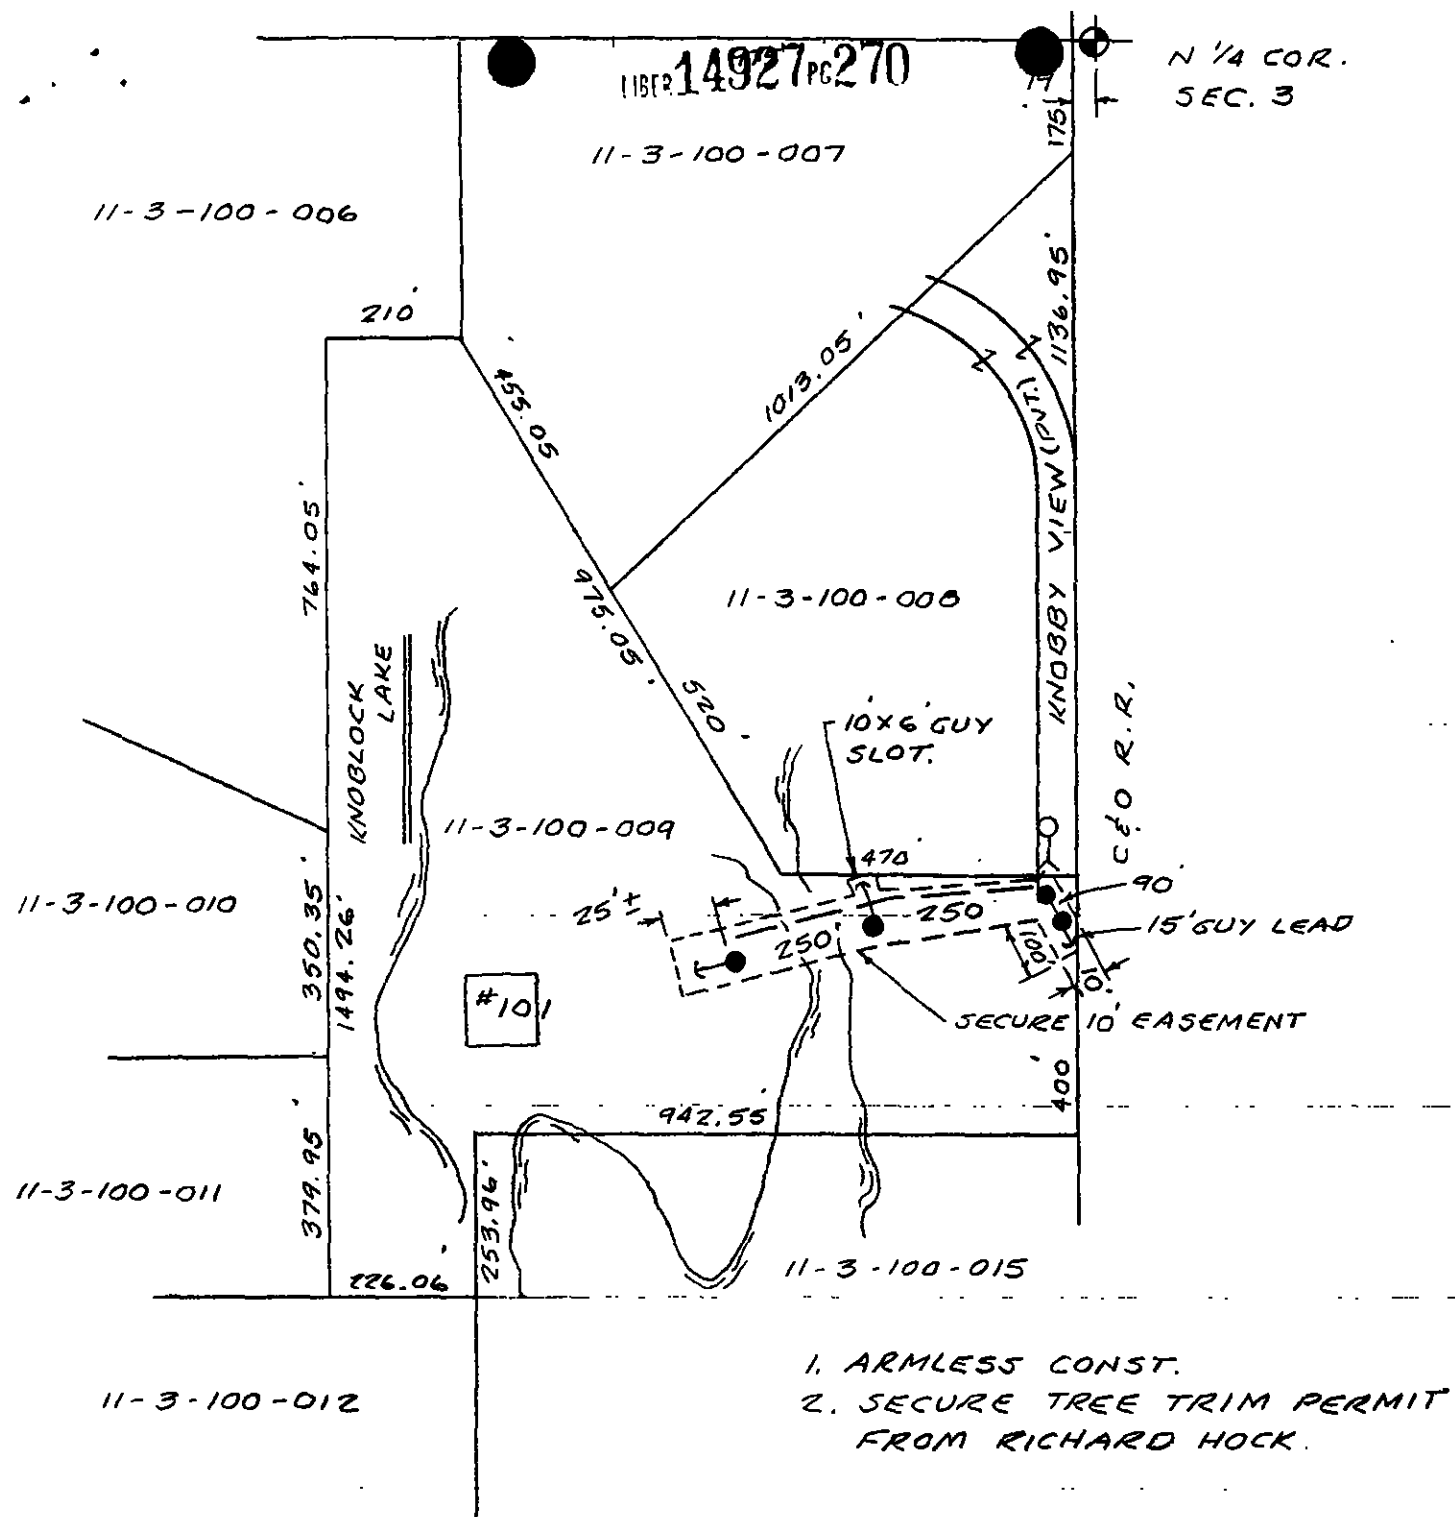 LIBER 14927 PG 270
N 1/4 COR.
SEC. 3
175'
11-3-100-007
11-3-100-006
210'
1136.95'
455.05
1013.05'
KNOBBY VIEW (PVT.)
764.05'
975.05'
11-3-100-008
520'
KNOBLOCK
LAKE
10'X6' GUY
SLOT.
C&O R.R.
11-3-100-009
470'
90'
11-3-100-010
350.35'
1494.26'
25'±
250'
250
15' GUY LEAD
100'
10'
#101
SECURE 10' EASEMENT
400'
942.55'
11-3-100-011
379.95'
253.96'
226.06'
11-3-100-015
1. ARMLESS CONST.
2. SECURE TREE TRIM PERMIT
FROM RICHARD HOCK.
11-3-100-012